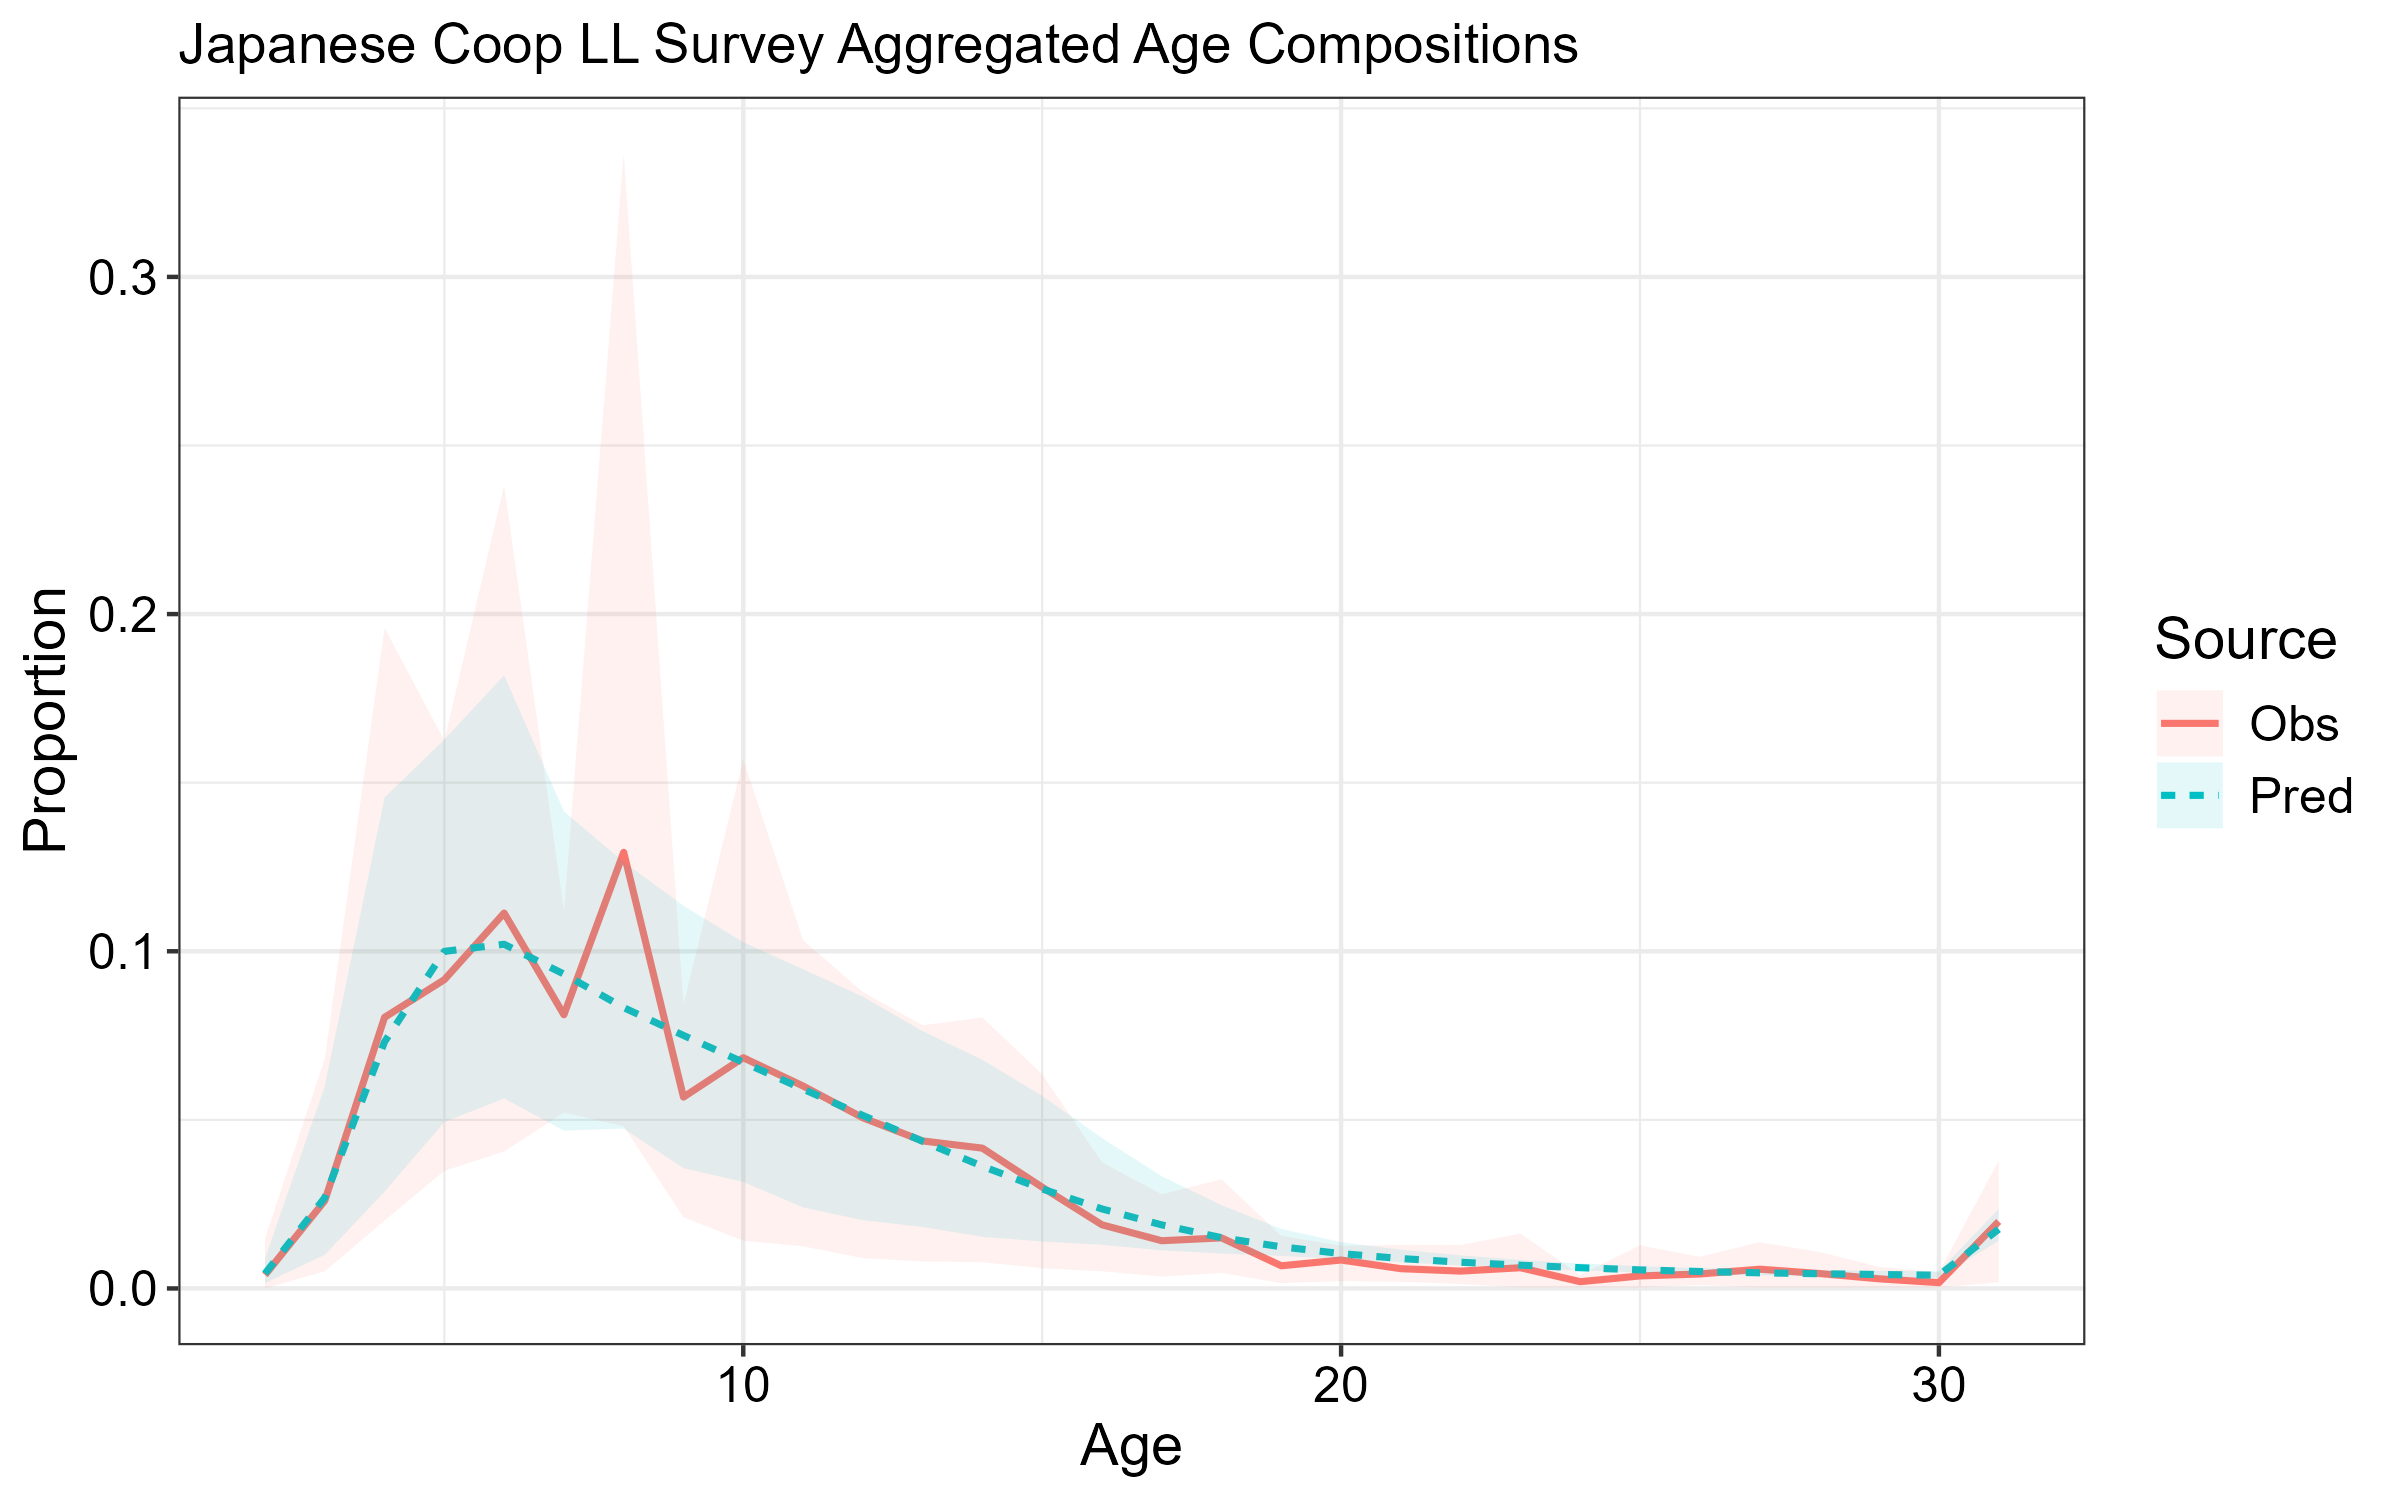 Japanese Coop LL Survey Aggregated Age Compositions
0.3
0.2
0.1
0.0
Proportion
10
20
30
Age
Source
Obs
Pred